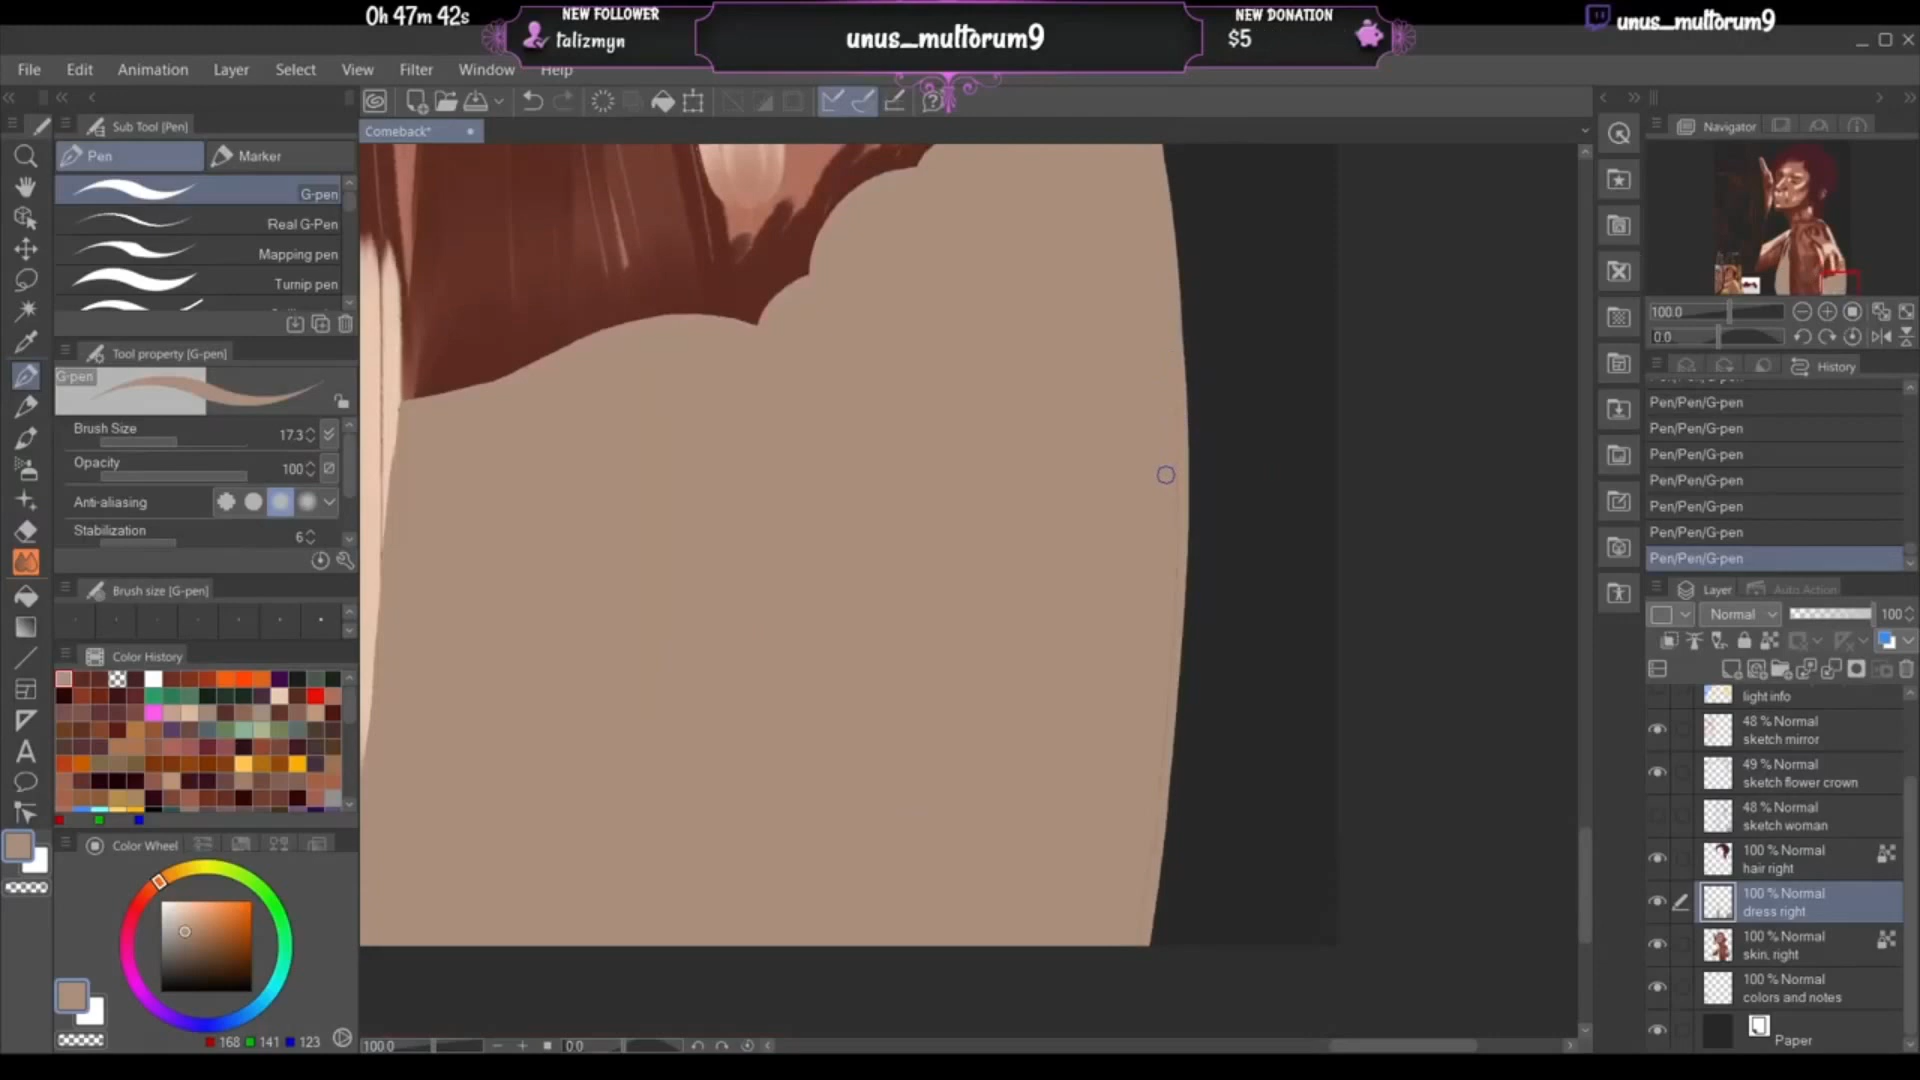 0h 47m 42s
NEW FOLLOWER
talizmyn
unus_multorum9
NEW DONATION
$5
unus_multorum9
File Edit Animation Layer Select View Filter Window Help
Sub Tool [Pen]
Pen
Marker
G-pen
Real G-Pen
Mapping pen
Turnip pen
Tool property [G-pen]
G-pen
Brush Size 17.3
Opacity 100
Anti-aliasing
Stabilization 6
Brush size [G-pen]
Color History
Color Wheel
168 141 123
Comeback*
100.0 0.0
Navigator
100.0
0.0
History
Pen/Pen/G-pen
Pen/Pen/G-pen
Pen/Pen/G-pen
Pen/Pen/G-pen
Pen/Pen/G-pen
Pen/Pen/G-pen
Pen/Pen/G-pen
Layer
Auto Action
Normal 100
light info
48 % Normal
sketch mirror
49 % Normal
sketch flower crown
48 % Normal
sketch woman
100 % Normal
hair right
100 % Normal
dress right
100 % Normal
skin, right
100 % Normal
colors and notes
Paper